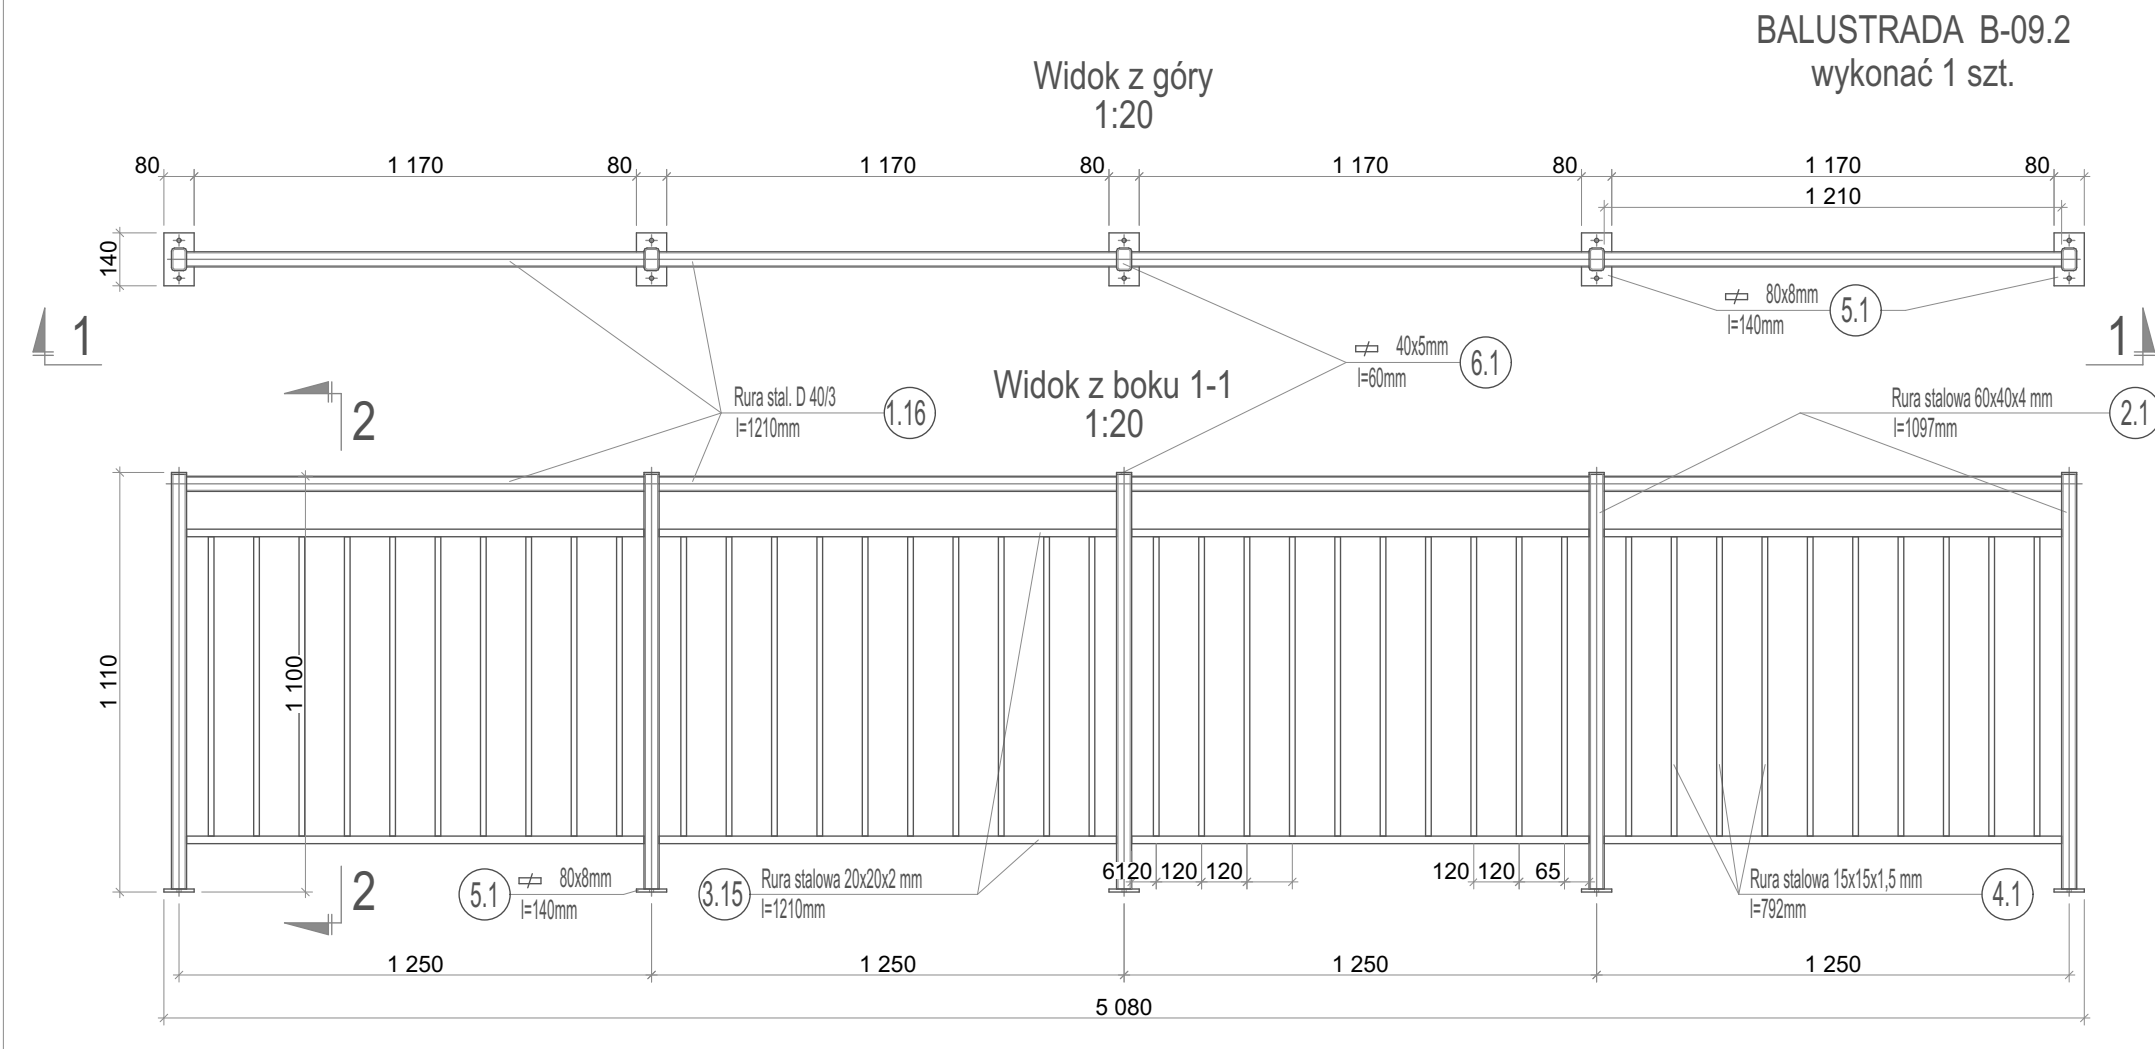 BALUSTRADA B-09.2
wykonać 1 szt.
Widok z góry
1:20
80 1 170 80 1 170 80 1 170 80 1 170 80
1 210
140
80x8mm
l=140mm
5.1
1 1
40x5mm
l=60mm
6.1
Widok z boku 1-1
1:20
Rura stal. D 40/3
l=1210mm
1.16
Rura stalowa 60x40x4 mm
l=1097mm
2.1
2
1 110
1 100
6120 120 120 120 120 65
2
5.1
80x8mm
l=140mm
3.15
Rura stalowa 20x20x2 mm
l=1210mm
Rura stalowa 15x15x1,5 mm
l=792mm
4.1
1 250 1 250 1 250 1 250
5 080